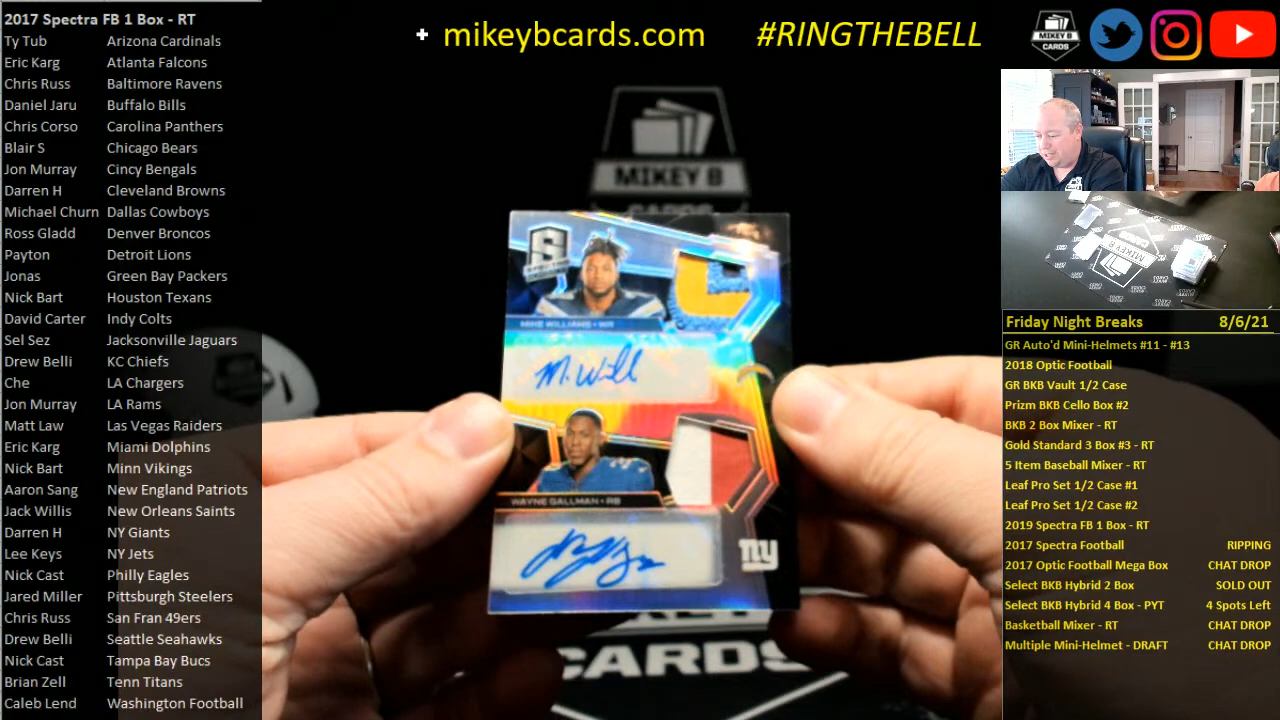 2017 Spectra FB 1 Box - RT
Ty Tub Arizona Cardinals
Eric Karg Atlanta Falcons
Chris Russ Baltimore Ravens
Daniel Jaru Buffalo Bills
Chris Corso Carolina Panthers
Blair S Chicago Bears
Jon Murray Cincy Bengals
Darren H Cleveland Browns
Michael Churn Dallas Cowboys
Ross Gladd Denver Broncos
Payton Detroit Lions
Jonas Green Bay Packers
Nick Bart Houston Texans
David Carter Indy Colts
Sel Sez Jacksonville Jaguars
Drew Belli KC Chiefs
Che LA Chargers
Jon Murray LA Rams
Matt Law Las Vegas Raiders
Eric Karg Miami Dolphins
Nick Bart Minn Vikings
Aaron Sang New England Patriots
Jack Willis New Orleans Saints
Darren H NY Giants
Lee Keys NY Jets
Nick Cast Philly Eagles
Jared Miller Pittsburgh Steelers
Chris Russ San Fran 49ers
Drew Belli Seattle Seahawks
Nick Cast Tampa Bay Bucs
Brian Zell Tenn Titans
Caleb Lend Washington Football
+ mikeybcards.com #RINGTHEBELL
MIKEY B
CARDS
MIKEY B
CARDS
S
SPECTRA
MIKE WILLIAMS • WR
M. Will
WAYNE GALLMAN • RB
ny
CARDS
MIKEY B
CARDS
Friday Night Breaks 8/6/21
GR Auto'd Mini-Helmets #11 - #13
2018 Optic Football
GR BKB Vault 1/2 Case
Prizm BKB Cello Box #2
BKB 2 Box Mixer - RT
Gold Standard 3 Box #3 - RT
5 Item Baseball Mixer - RT
Leaf Pro Set 1/2 Case #1
Leaf Pro Set 1/2 Case #2
2019 Spectra FB 1 Box - RT
2017 Spectra Football RIPPING
2017 Optic Football Mega Box CHAT DROP
Select BKB Hybrid 2 Box SOLD OUT
Select BKB Hybrid 4 Box - PYT 4 Spots Left
Basketball Mixer - RT CHAT DROP
Multiple Mini-Helmet - DRAFT CHAT DROP